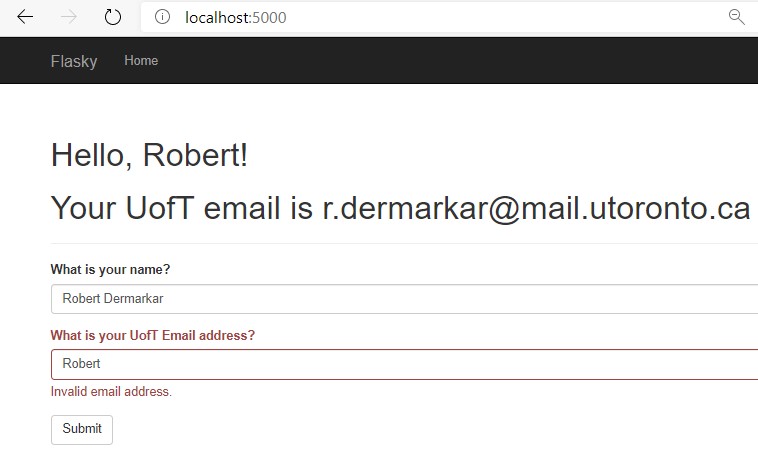 localhost:5000
Flasky Home
Hello, Robert!
Your UofT email is r.dermarkar@mail.utoronto.ca
What is your name?
Robert Dermarkar
What is your UofT Email address?
Robert
Invalid email address.
Submit